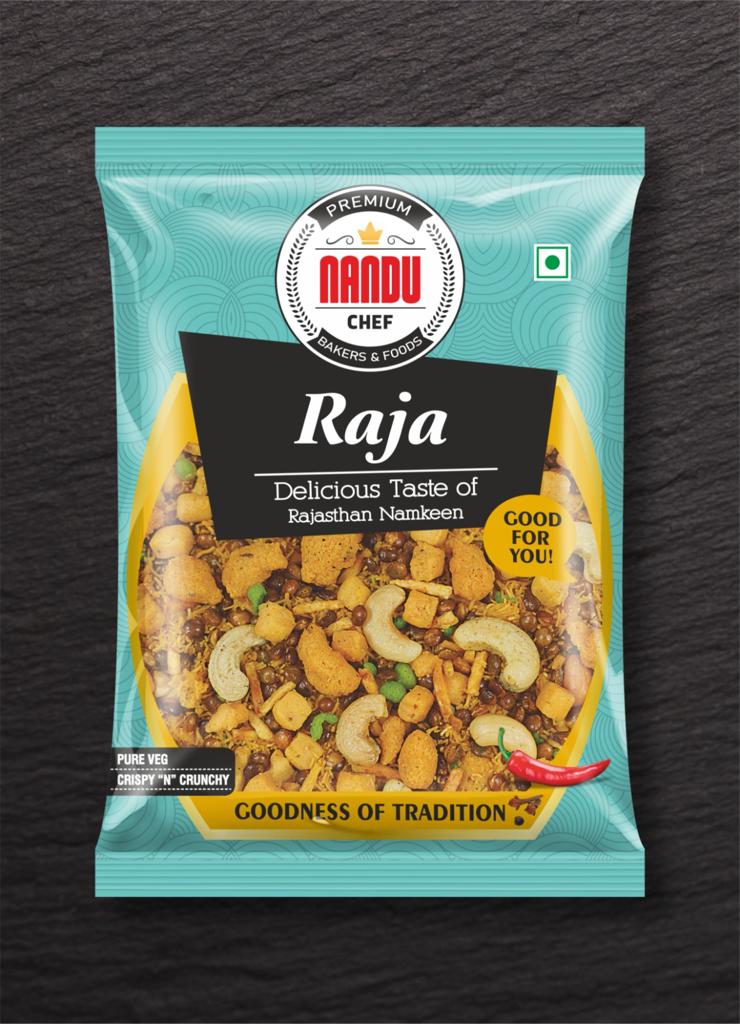 PREMIUM
NANDU
CHEF
BAKERS & FOODS
Raja
Delicious Taste of
Rajasthan Namkeen
GOOD
FOR
YOU!
PURE VEG
CRISPY "N" CRUNCHY
GOODNESS OF TRADITION